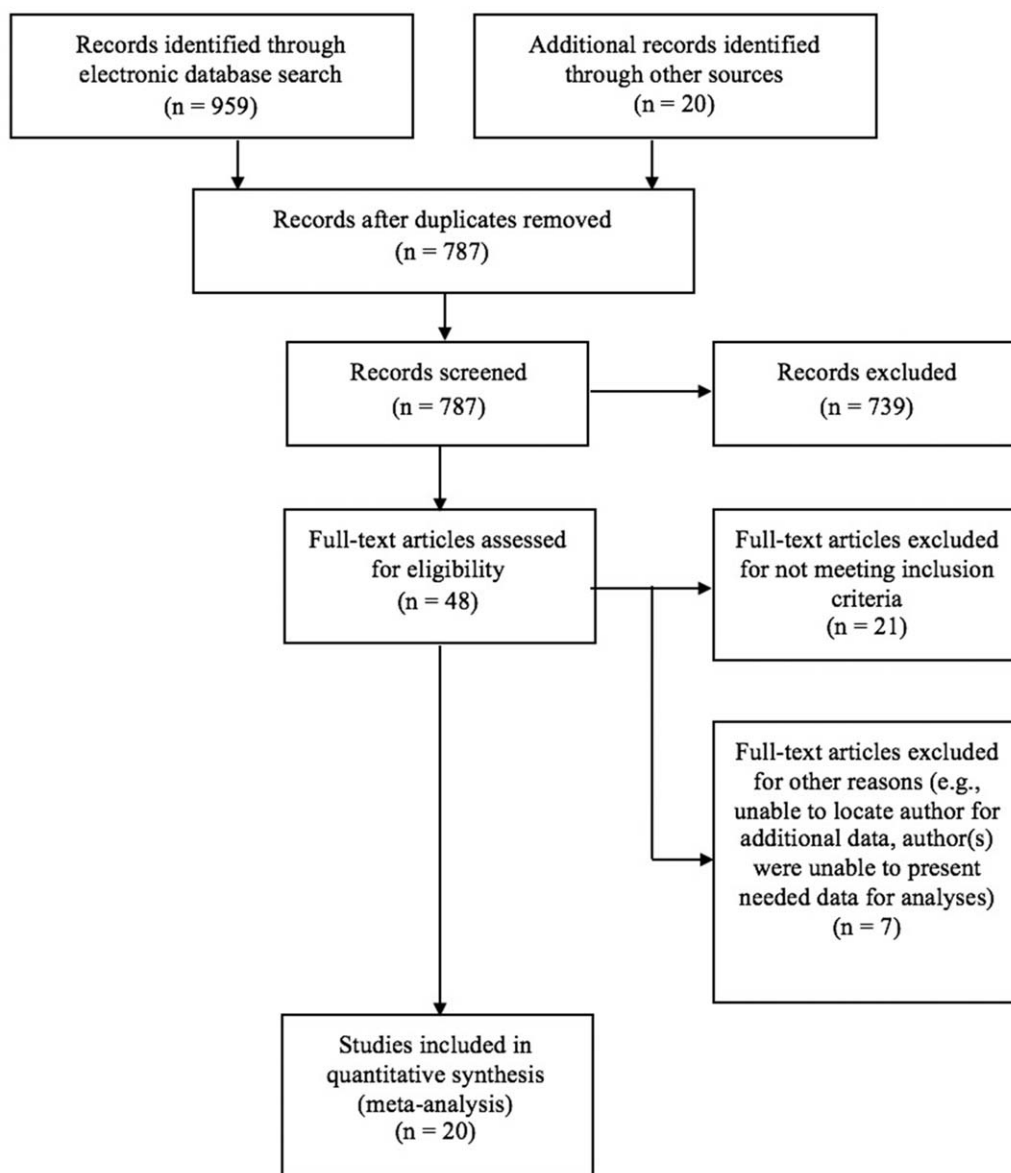 Records identified through
electronic database search
(n = 959)
Additional records identified
through other sources
(n = 20)
Records after duplicates removed
(n = 787)
Records screened
(n = 787)
Records excluded
(n = 739)
Full-text articles assessed
for eligibility
(n = 48)
Full-text articles excluded
for not meeting inclusion
criteria
(n = 21)
Full-text articles excluded
for other reasons (e.g.,
unable to locate author for
additional data, author(s)
were unable to present
needed data for analyses)
(n = 7)
Studies included in
quantitative synthesis
(meta-analysis)
(n = 20)